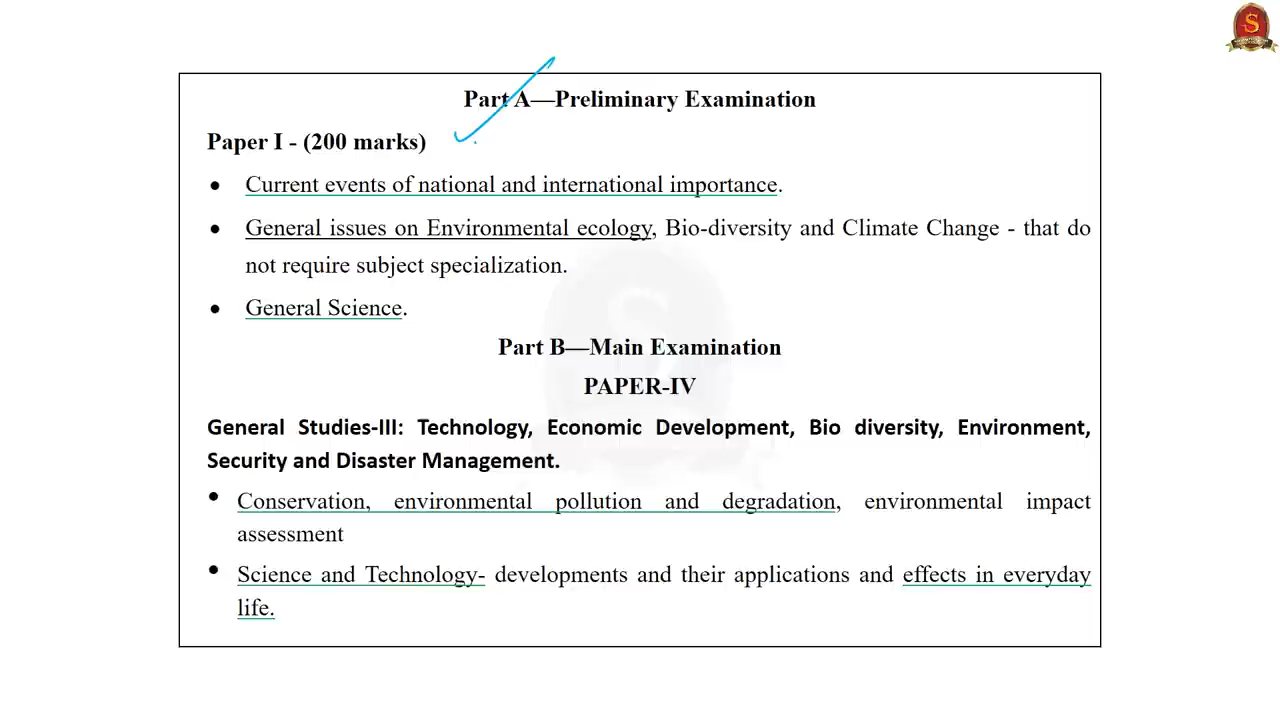 Part A—Preliminary Examination
Paper I - (200 marks)
• Current events of national and international importance.
• General issues on Environmental ecology, Bio-diversity and Climate Change - that do
not require subject specialization.
• General Science.
Part B—Main Examination
PAPER-IV
General Studies-III: Technology, Economic Development, Bio diversity, Environment,
Security and Disaster Management.
• Conservation, environmental pollution and degradation, environmental impact
assessment
• Science and Technology- developments and their applications and effects in everyday
life.
S